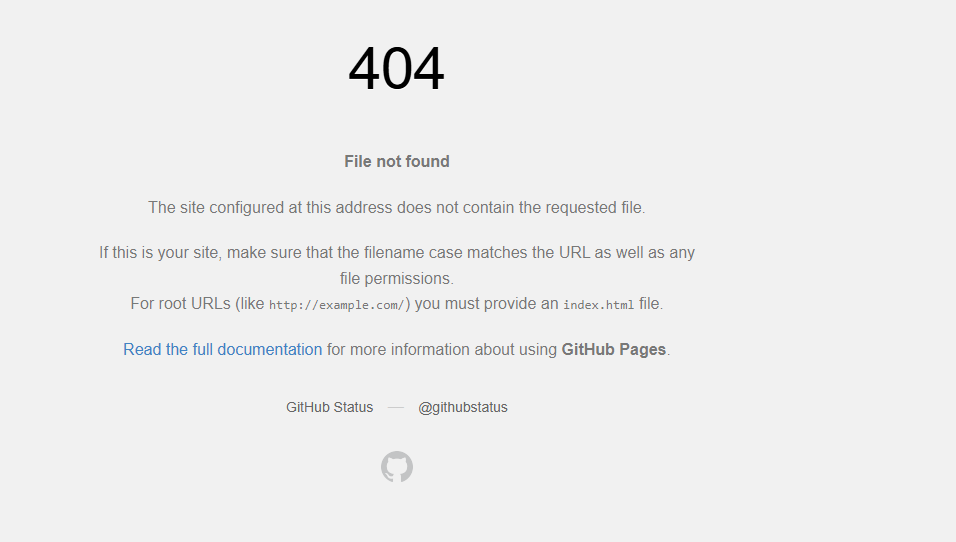 404
File not found
The site configured at this address does not contain the requested file.
If this is your site, make sure that the filename case matches the URL as well as any
file permissions.
For root URLs (like http://example.com/) you must provide an index.html file.
Read the full documentation for more information about using GitHub Pages.
GitHub Status — @githubstatus